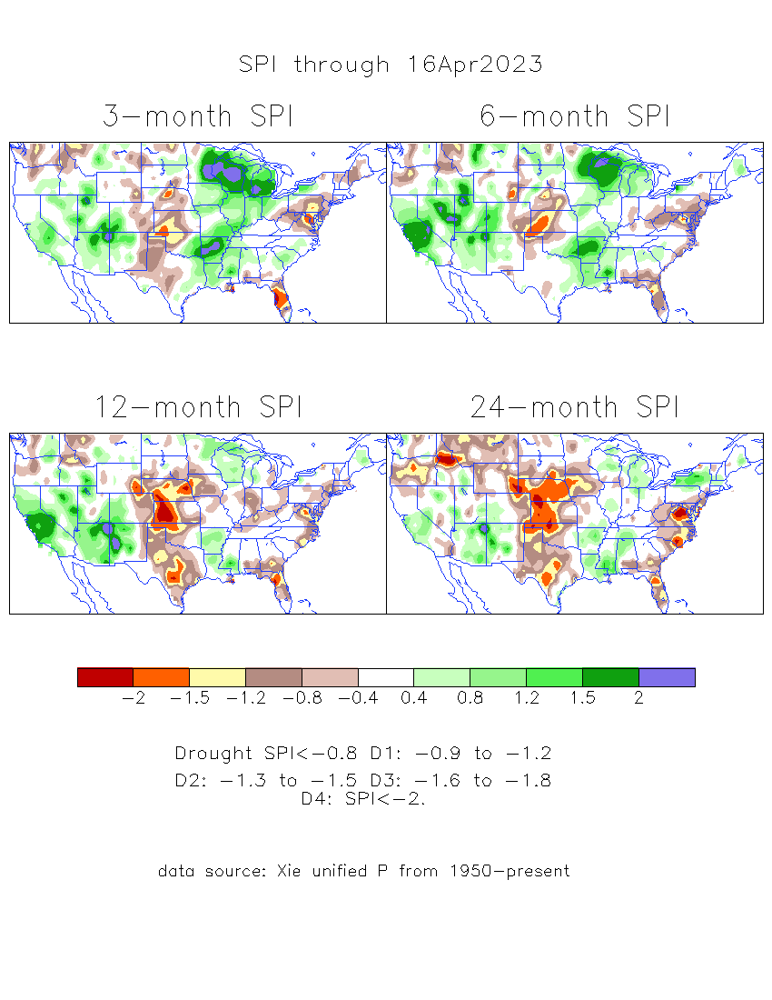 SPI through 16Apr2023
3-month SPI
6-month SPI
12-month SPI
24-month SPI
-2 -1.5 -1.2 -0.8 -0.4 0.4 0.8 1.2 1.5 2
Drought SPI<-0.8 D1: -0.9 to -1.2
D2: -1.3 to -1.5 D3: -1.6 to -1.8
D4: SPI<-2.
data source: Xie unified P from 1950-present